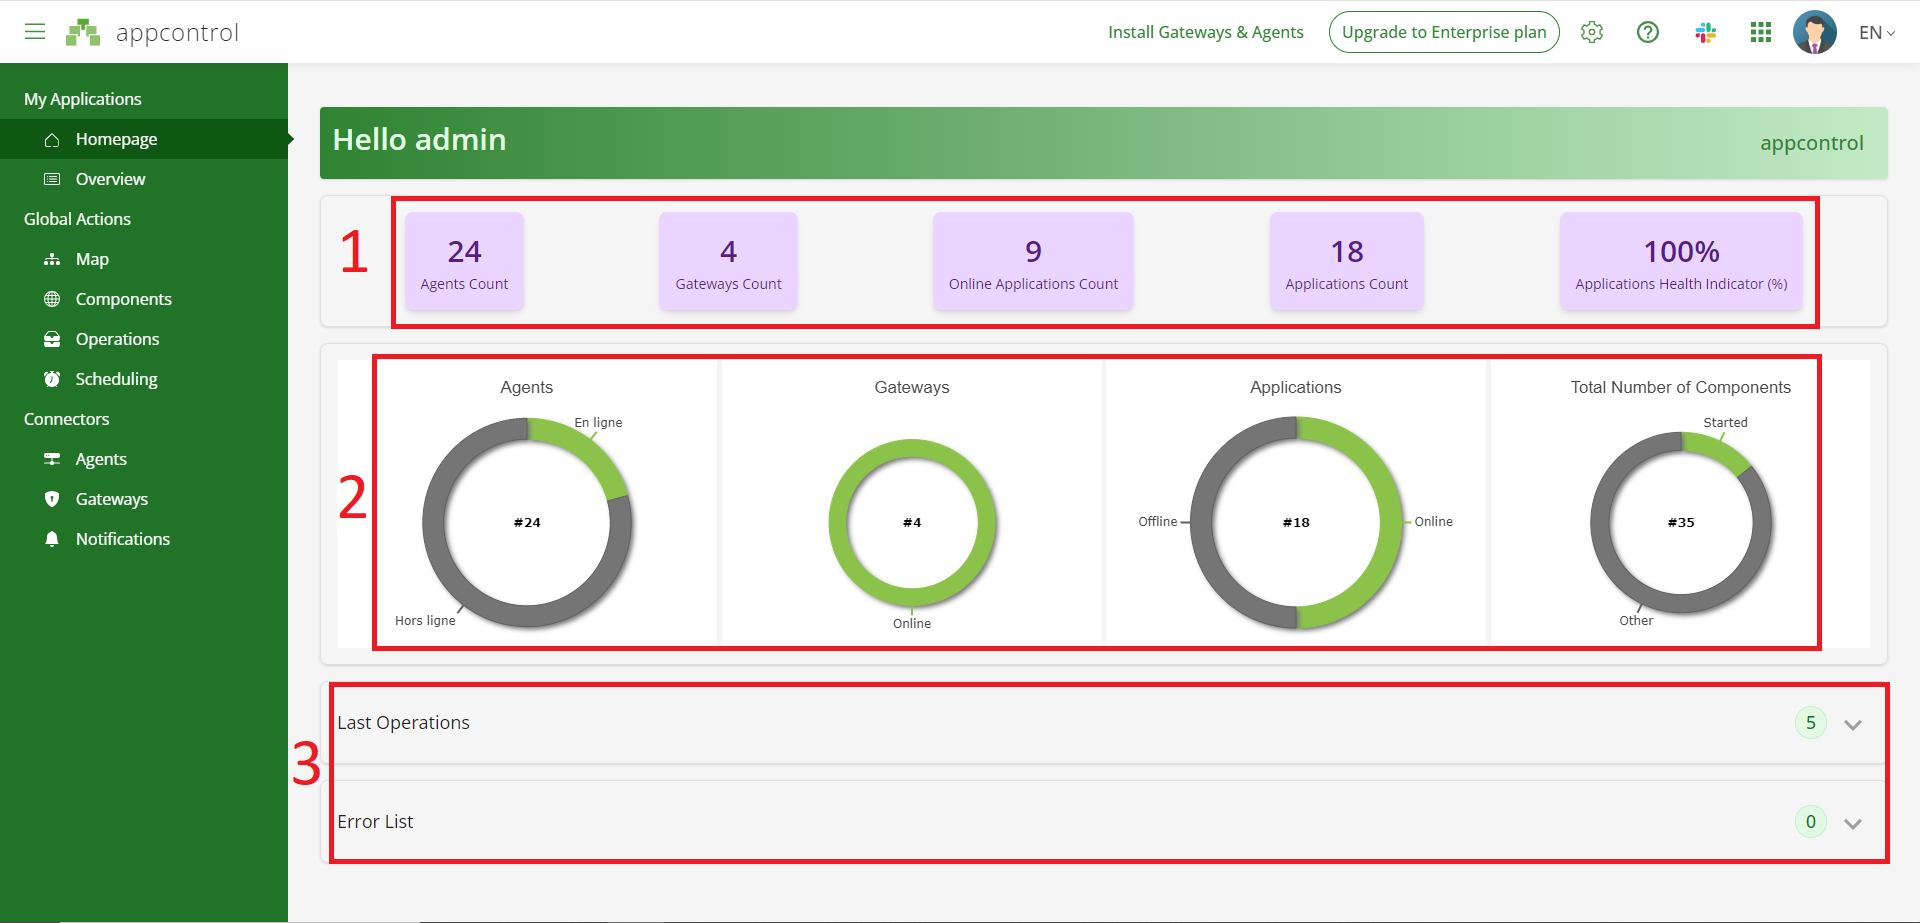 appcontrol
Install Gateways & Agents
Upgrade to Enterprise plan
EN
My Applications
Homepage
Overview
Global Actions
Map
Components
Operations
Scheduling
Connectors
Agents
Gateways
Notifications
Hello admin
appcontrol
1
24
Agents Count
4
Gateways Count
9
Online Applications Count
18
Applications Count
100%
Applications Health Indicator (%)
2
Agents
En ligne
#24
Hors ligne
Gateways
#4
Online
Applications
Offline
#18
Online
Total Number of Components
Started
#35
Other
3
Last Operations
5
Error List
0